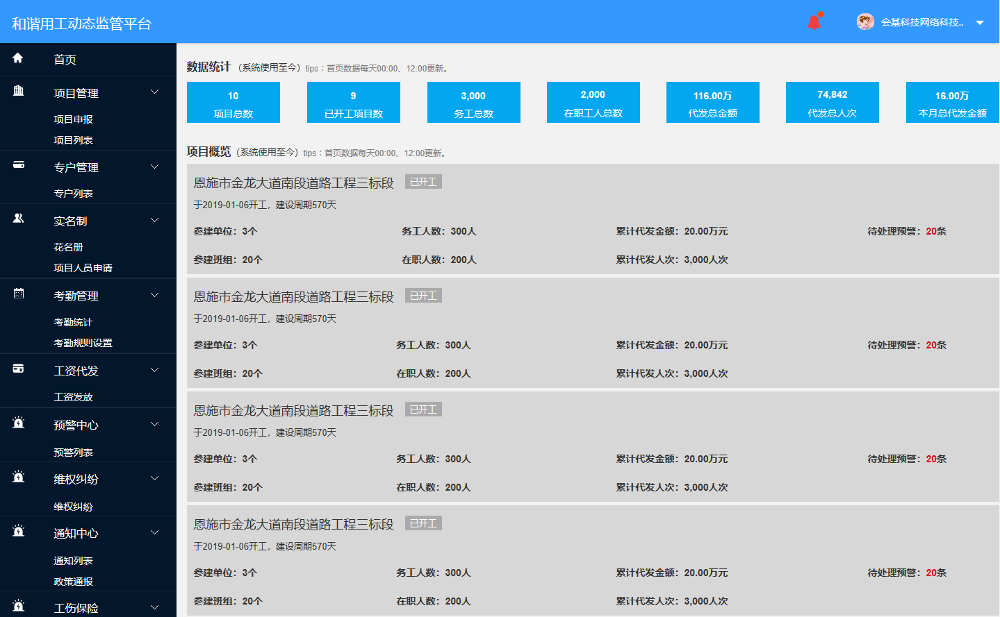 和谐用工动态监管平台
会基科技网络科技..
首页
项目管理
项目申报
项目列表
专户管理
专户列表
实名制
花名册
项目人员申请
考勤管理
考勤统计
考勤规则设置
工资代发
工资发放
预警中心
预警列表
维权纠纷
维权纠纷
通知中心
通知列表
政策通报
工伤保险
数据统计（系统使用至今）tips：首页数据每天00:00、12:00更新。
10
项目总数
9
已开工项目数
3,000
务工总数
2,000
在职工人总数
116.00万
代发总金额
74,842
代发总人次
16.00万
本月总代发金额
项目概览（系统使用至今）tips：首页数据每天00:00、12:00更新。
恩施市金龙大道南段道路工程三标段 已开工
于2019-01-06开工，建设周期570天
参建单位：3个 务工人数：300人 累计代发金额：20.00万元 待处理预警：20条
参建班组：20个 在职人数：200人 累计代发人次：3,000人次
恩施市金龙大道南段道路工程三标段 已开工
于2019-01-06开工，建设周期570天
参建单位：3个 务工人数：300人 累计代发金额：20.00万元 待处理预警：20条
参建班组：20个 在职人数：200人 累计代发人次：3,000人次
恩施市金龙大道南段道路工程三标段 已开工
于2019-01-06开工，建设周期570天
参建单位：3个 务工人数：300人 累计代发金额：20.00万元 待处理预警：20条
参建班组：20个 在职人数：200人 累计代发人次：3,000人次
恩施市金龙大道南段道路工程三标段 已开工
于2019-01-06开工，建设周期570天
参建单位：3个 务工人数：300人 累计代发金额：20.00万元 待处理预警：20条
参建班组：20个 在职人数：200人 累计代发人次：3,000人次